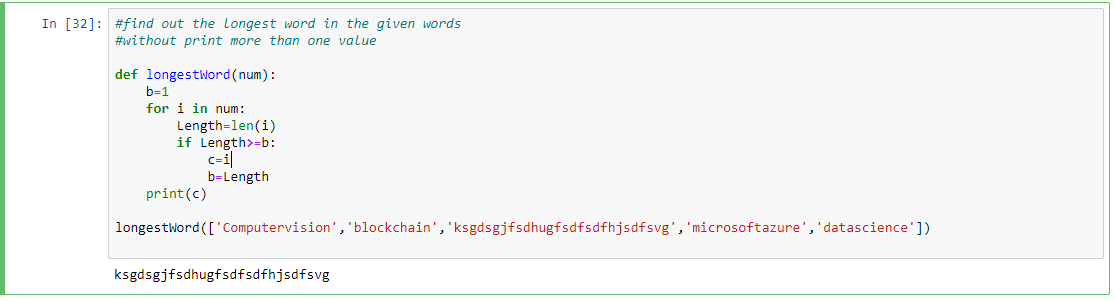 In [32]: #find out the longest word in the given words
#without print more than one value
def longestWord(num):
    b=1
    for i in num:
        Length=len(i)
        if Length>=b:
            c=i
            b=Length
    print(c)
longestWord(['Computervision','blockchain','ksgdsgjfsdhugfsdfsdfhjsdfsvg','microsoftazure','datascience'])
ksgdsgjfsdhugfsdfsdfhjsdfsvg